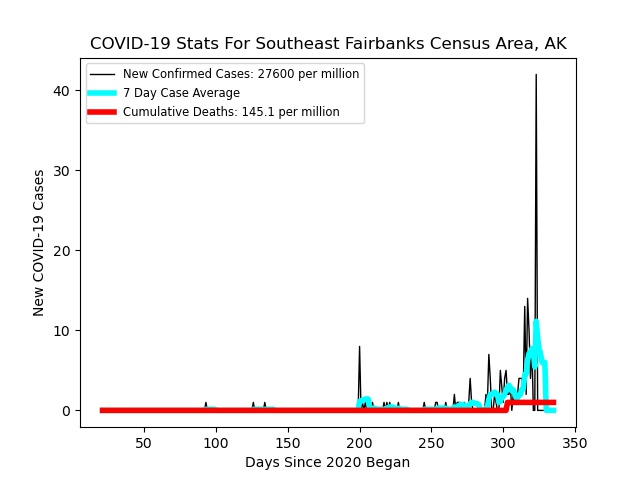 COVID-19 Stats For Southeast Fairbanks Census Area, AK
New Confirmed Cases: 27600 per million
7 Day Case Average
Cumulative Deaths: 145.1 per million
New COVID-19 Cases
40
30
20
10
0
50
100
150
200
250
300
350
Days Since 2020 Began